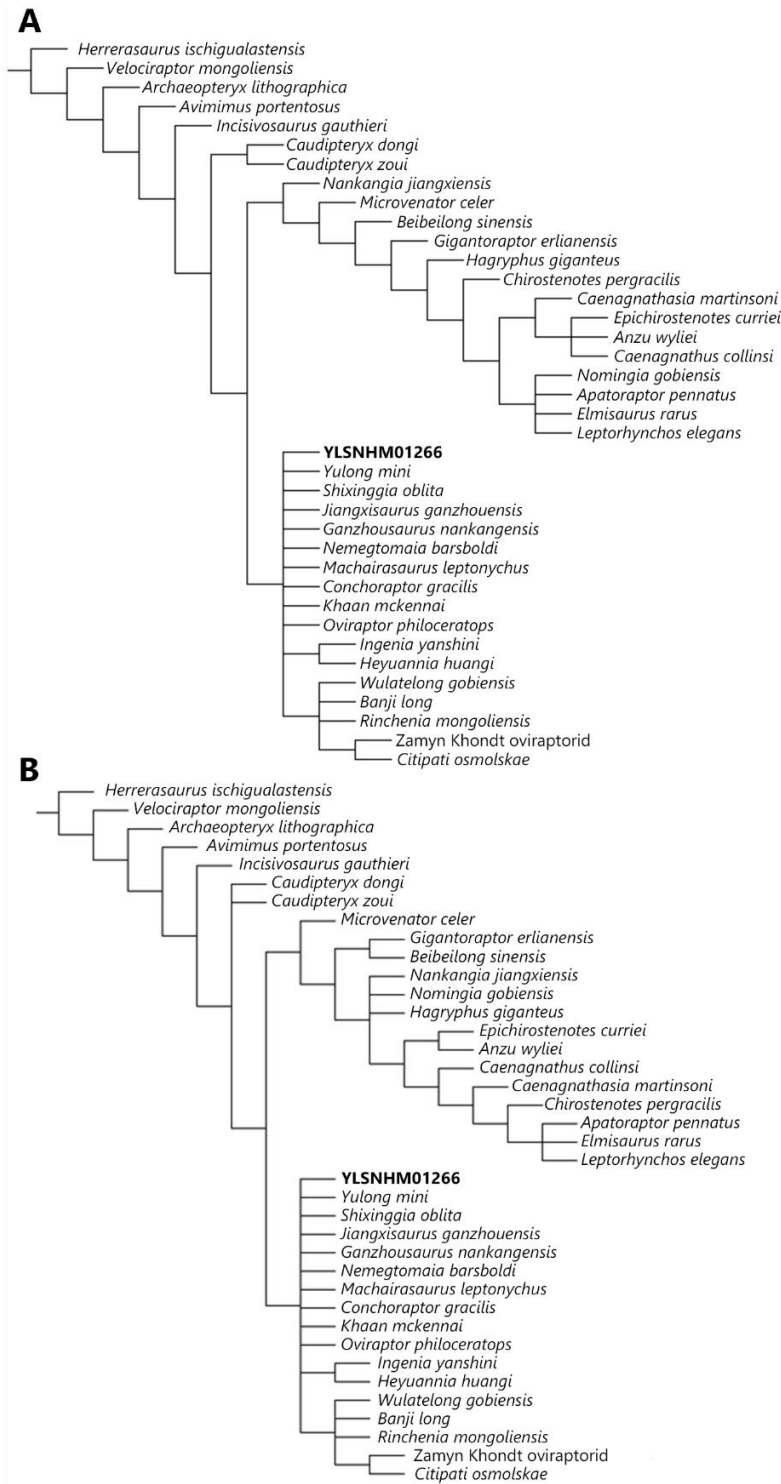 A
Herrerasaurus ischigualastensis
Velociraptor mongoliensis
Archaeopteryx lithographica
Avimimus portentosus
Incisivosaurus gauthieri
Caudipteryx dongi
Caudipteryx zoui
Nankangia jiangxiensis
Microvenator celer
Beibeilong sinensis
Gigantoraptor erlianensis
Hagryphus giganteus
Chirostenotes pergracilis
Caenagnathasia martinsoni
Epichirostenotes curriei
Anzu wyliei
Caenagnathus collinsi
Nomingia gobiensis
Apatoraptor pennatus
Elmisaurus rarus
Leptorhynchos elegans
YLSNHM01266
Yulong mini
Shixinggia oblita
Jiangxisaurus ganzhouensis
Ganzhousaurus nankangensis
Nemegtomaia barsboldi
Machairasaurus leptonychus
Conchoraptor gracilis
Khaan mckennai
Oviraptor philoceratops
Ingenia yanshini
Heyuannia huangi
Wulatelong gobiensis
Banji long
Rinchenia mongoliensis
Zamyn Khondt oviraptorid
Citipati osmolskae
B
Herrerasaurus ischigualastensis
Velociraptor mongoliensis
Archaeopteryx lithographica
Avimimus portentosus
Incisivosaurus gauthieri
Caudipteryx dongi
Caudipteryx zoui
Microvenator celer
Gigantoraptor erlianensis
Beibeilong sinensis
Nankangia jiangxiensis
Nomingia gobiensis
Hagryphus giganteus
Epichirostenotes curriei
Anzu wyliei
Caenagnathus collinsi
Caenagnathasia martinsoni
Chirostenotes pergracilis
Apatoraptor pennatus
Elmisaurus rarus
Leptorhynchos elegans
YLSNHM01266
Yulong mini
Shixinggia oblita
Jiangxisaurus ganzhouensis
Ganzhousaurus nankangensis
Nemegtomaia barsboldi
Machairasaurus leptonychus
Conchoraptor gracilis
Khaan mckennai
Oviraptor philoceratops
Ingenia yanshini
Heyuannia huangi
Wulatelong gobiensis
Banji long
Rinchenia mongoliensis
Zamyn Khondt oviraptorid
Citipati osmolskae